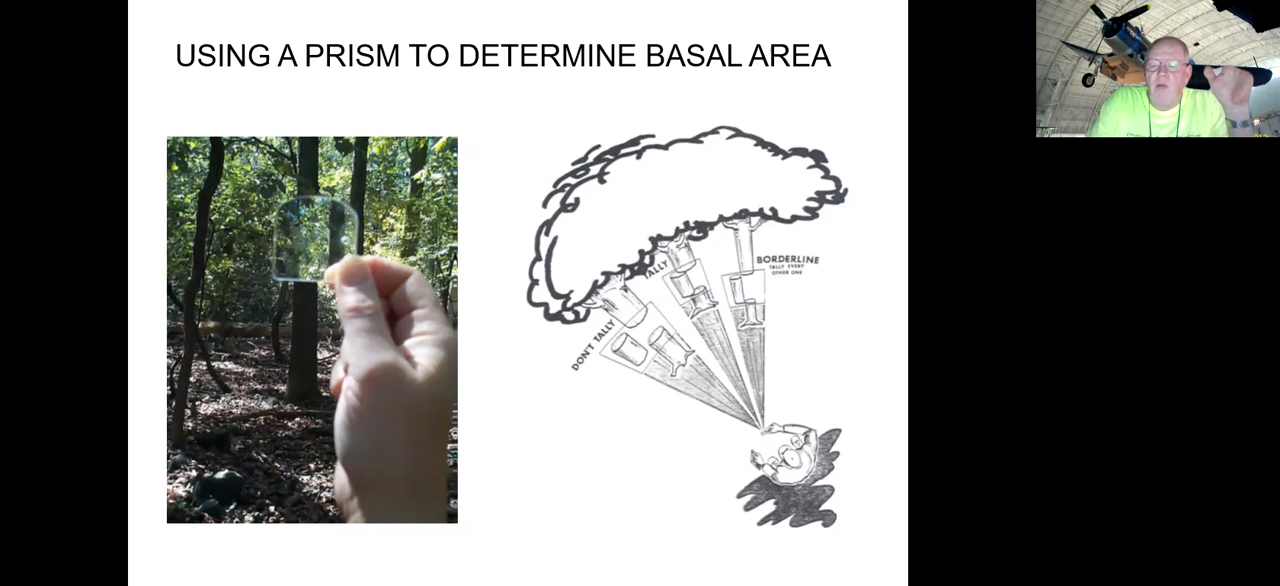 USING A PRISM TO DETERMINE BASAL AREA
BORDERLINE
TALLY EVERY
OTHER ONE
TALLY
DON'T TALLY